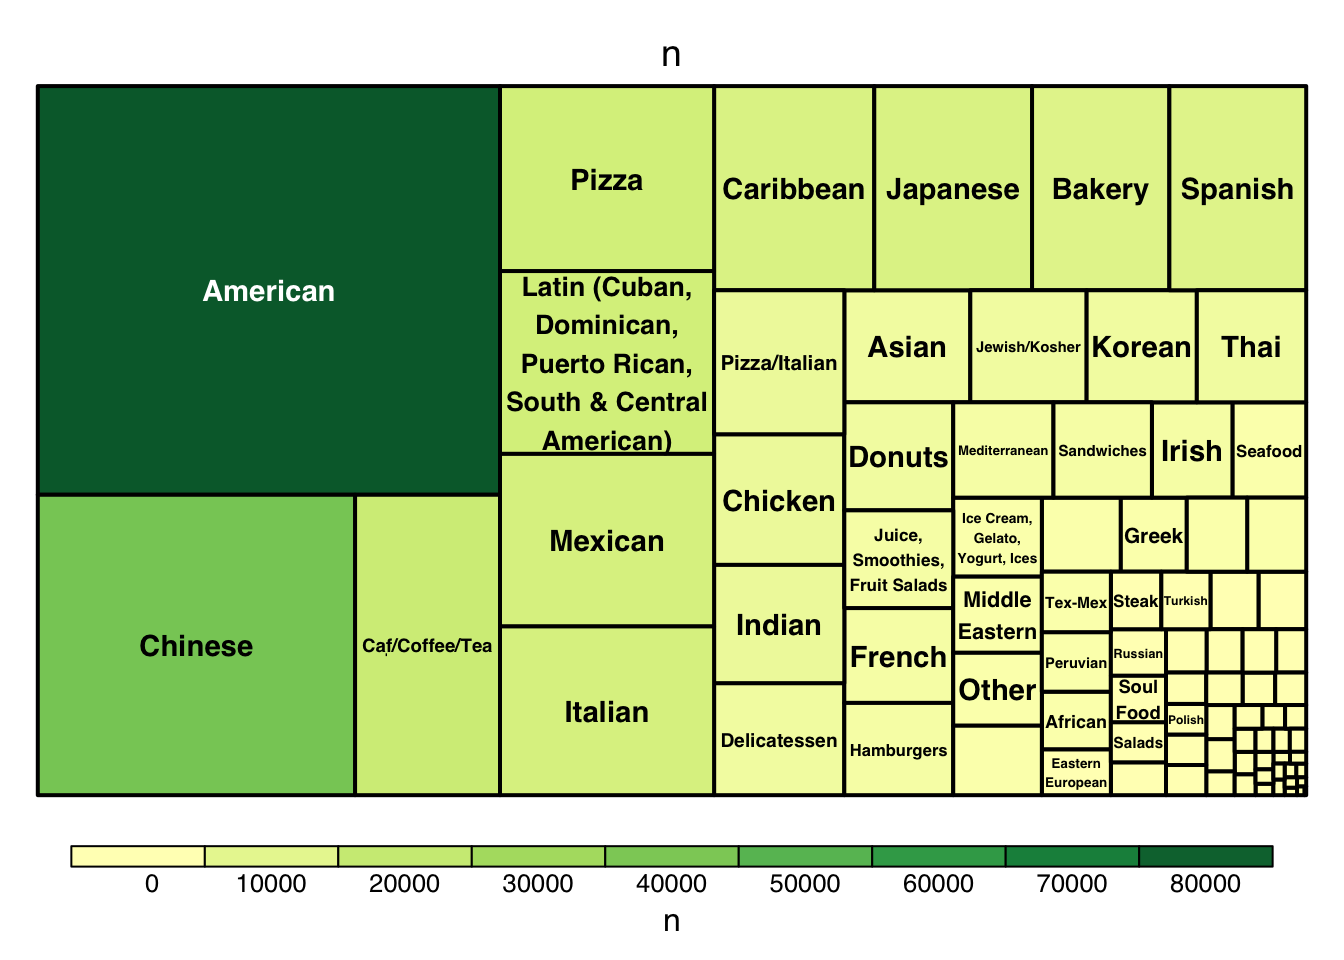 n
American
Chinese
Caf/Coffee/Tea
Pizza
Latin (Cuban,
Dominican,
Puerto Rican,
South & Central
American)
Mexican
Italian
Caribbean
Japanese
Bakery
Spanish
Pizza/Italian
Chicken
Indian
Delicatessen
Asian
Jewish/Kosher
Korean
Thai
Donuts
Juice,
Smoothies,
Fruit Salads
French
Hamburgers
Mediterranean
Sandwiches
Irish
Seafood
Ice Cream,
Gelato,
Yogurt, Ices
Middle
Eastern
Other
Greek
Tex-Mex
Steak
Turkish
Peruvian
African
Eastern
European
Russian
Soul
Food
Salads
Polish
0 10000 20000 30000 40000 50000 60000 70000 80000
n